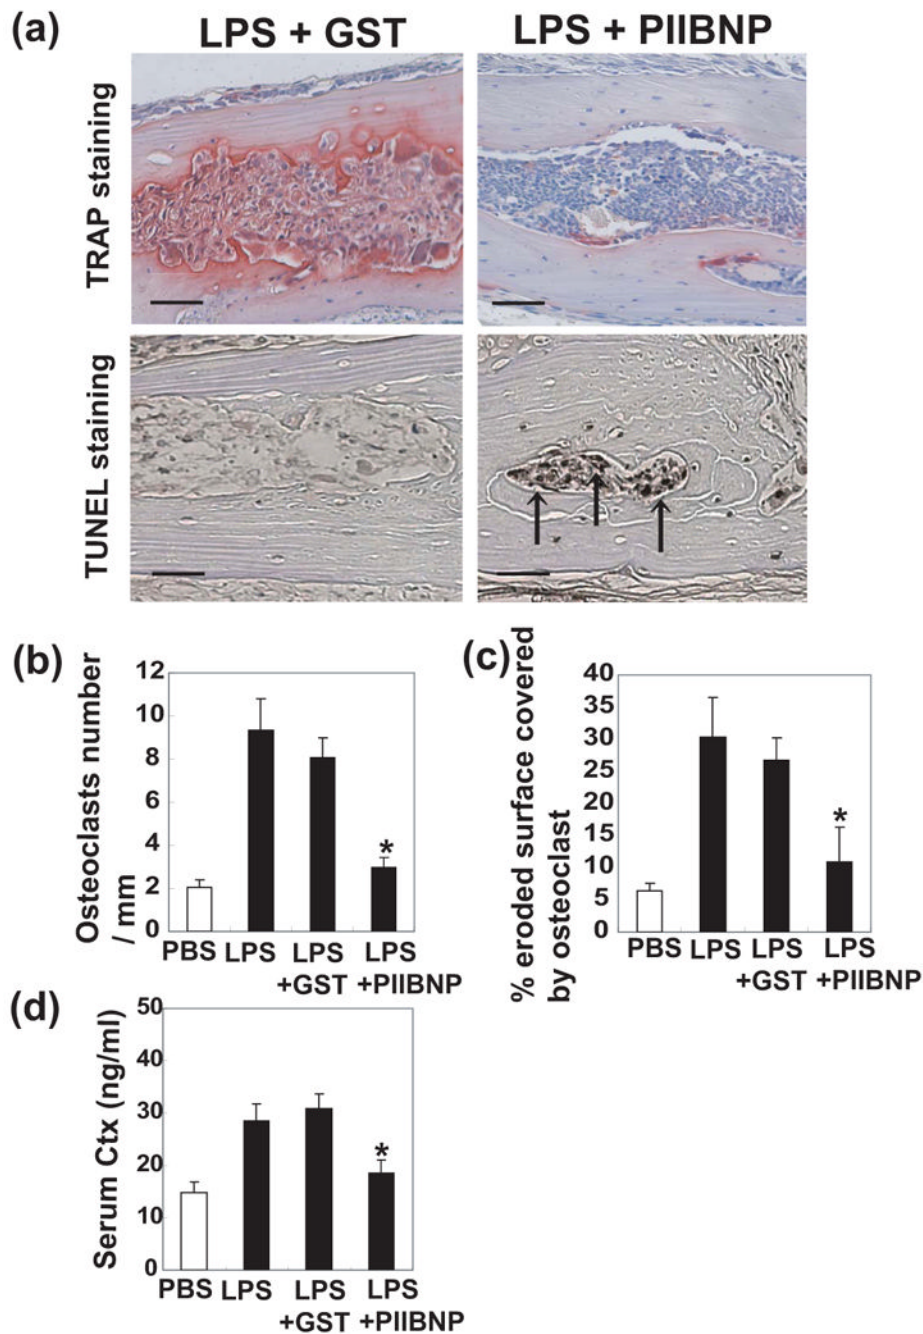 (a)
LPS + GST
LPS + PIIBNP
TRAP staining
TUNEL staining
(b)
Osteoclasts number
/ mm
12
10
8
6
4
2
0
PBS
LPS
LPS
+GST
LPS
+PIIBNP
*
(c)
% eroded surface covered
by osteoclast
40
35
30
25
20
15
10
5
0
PBS
LPS
LPS
+GST
LPS
+PIIBNP
*
(d)
Serum Ctx (ng/ml)
50
40
30
20
10
0
PBS
LPS
LPS
+GST
LPS
+PIIBNP
*